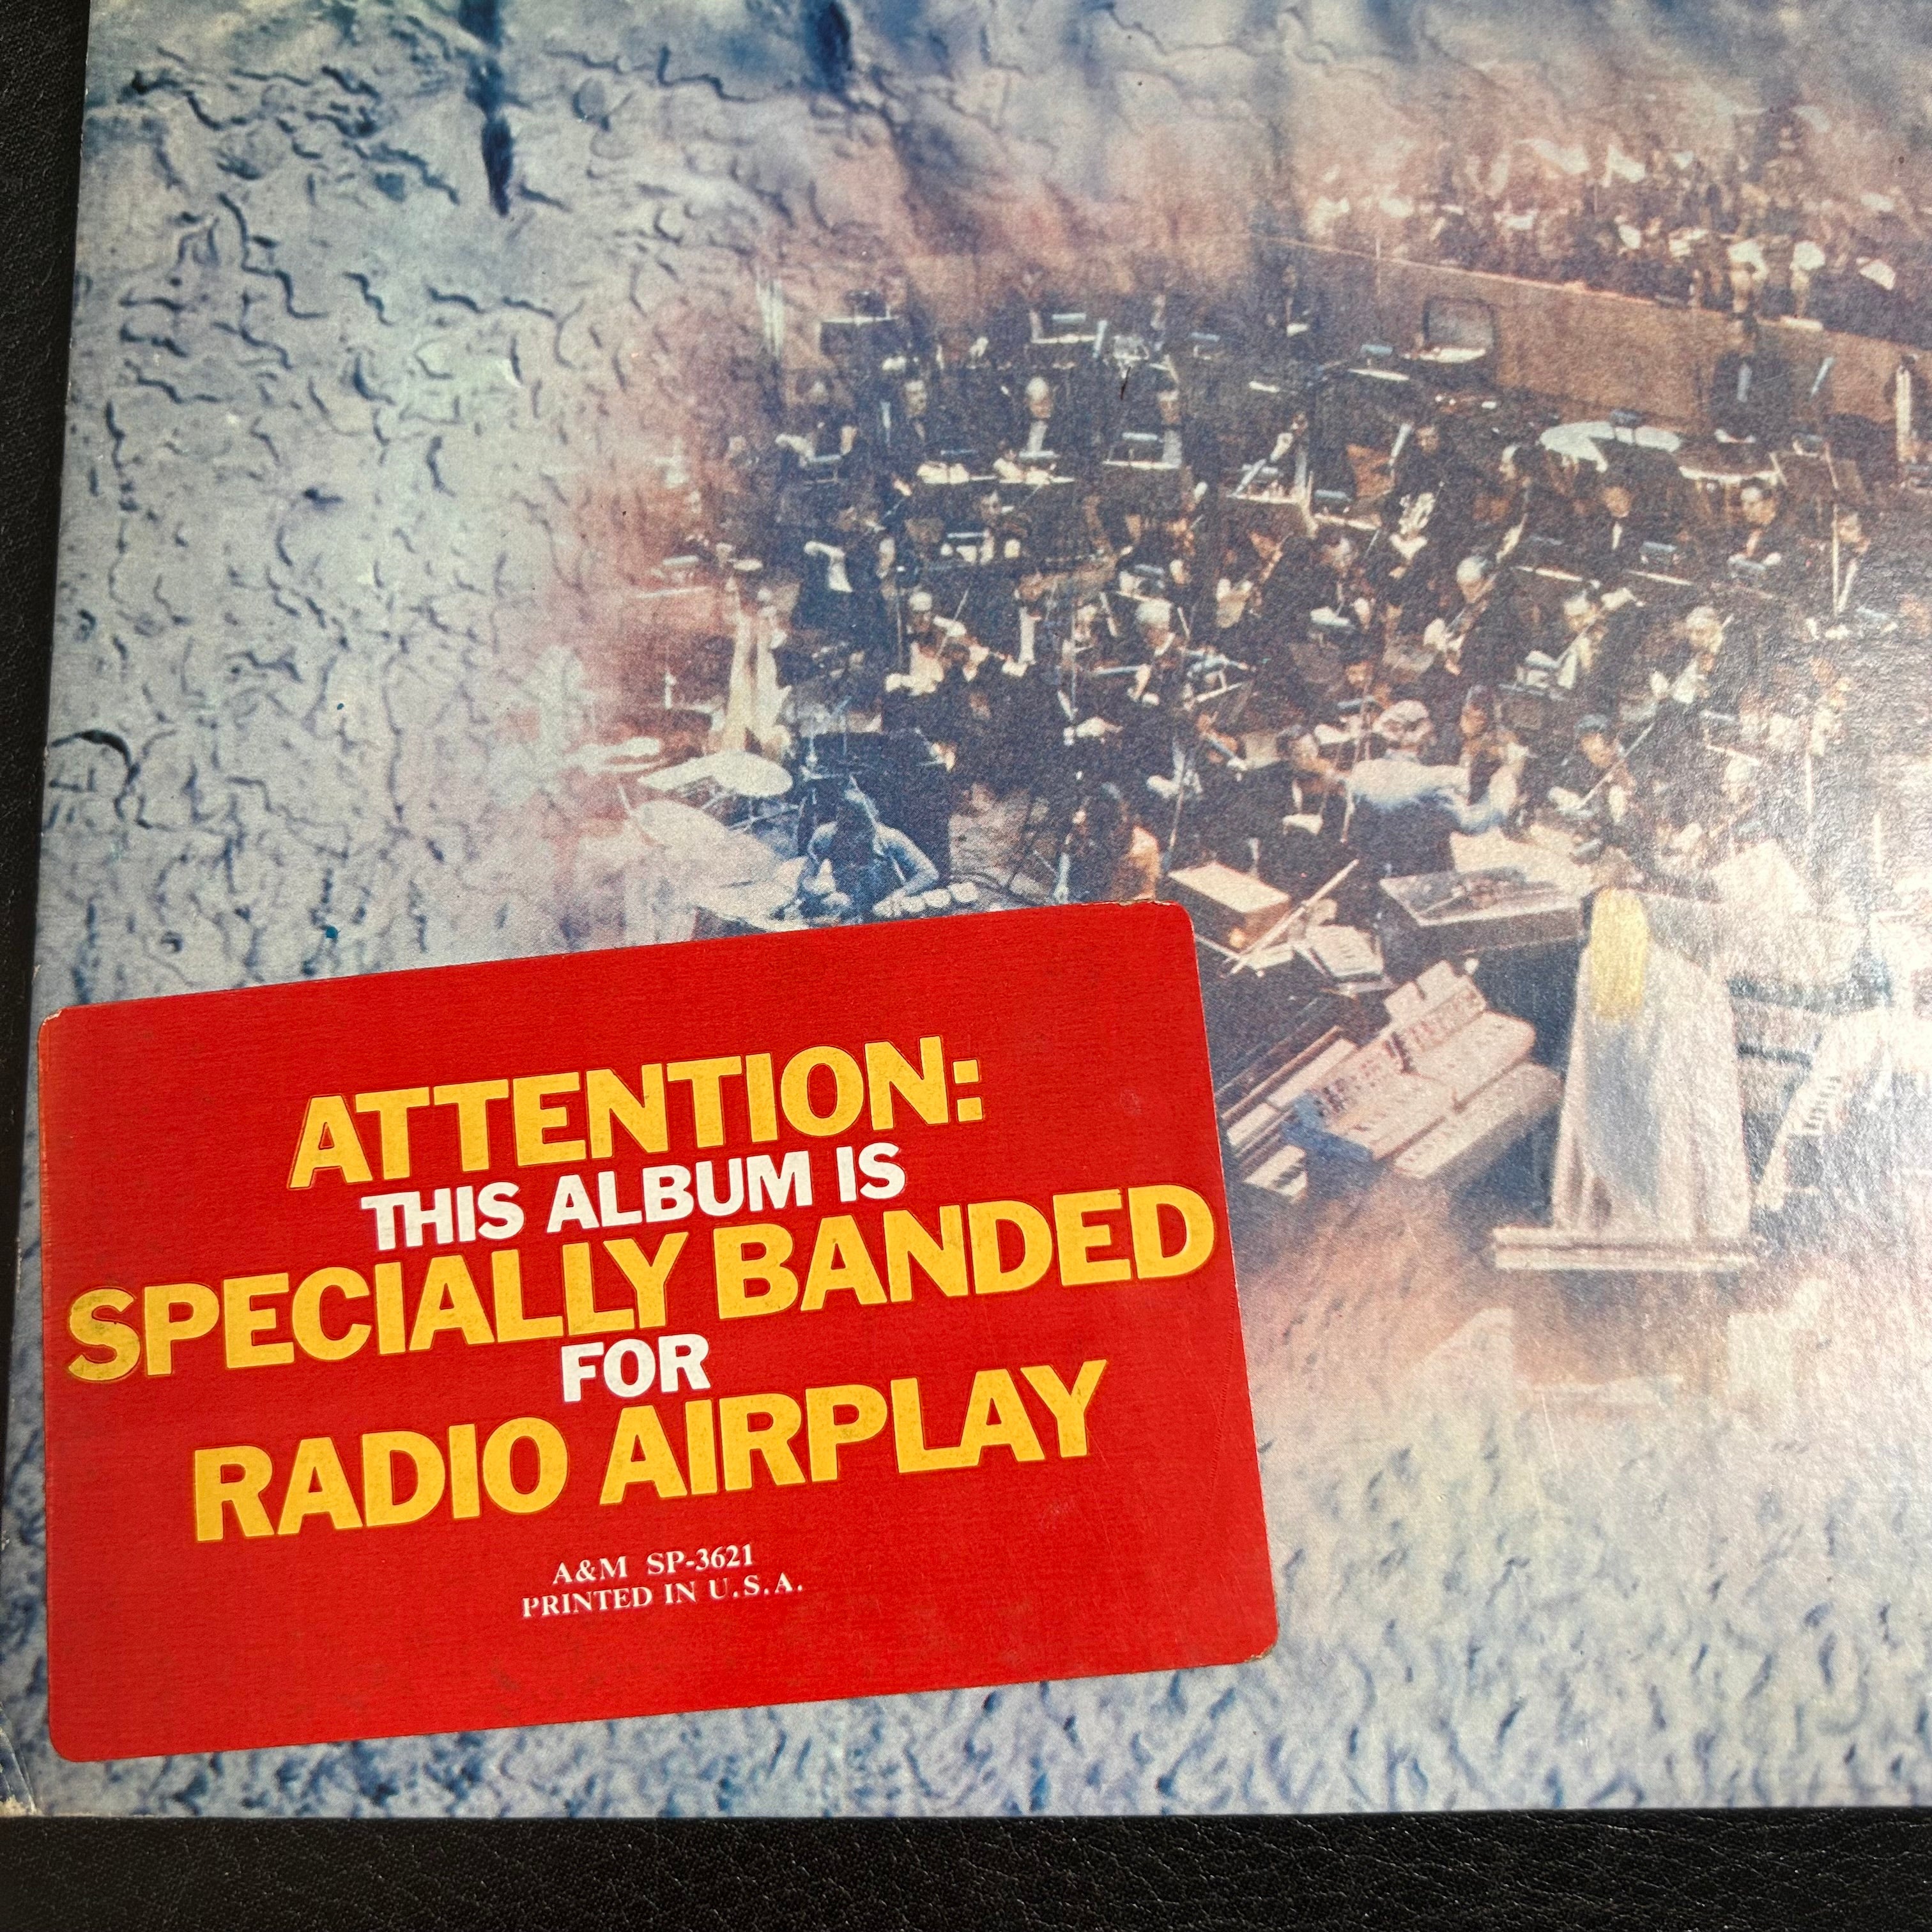 ATTENTION:
THIS ALBUM IS
SPECIALLY BANDED
FOR
RADIO AIRPLAY
A&M SP-3621
PRINTED IN U.S.A.